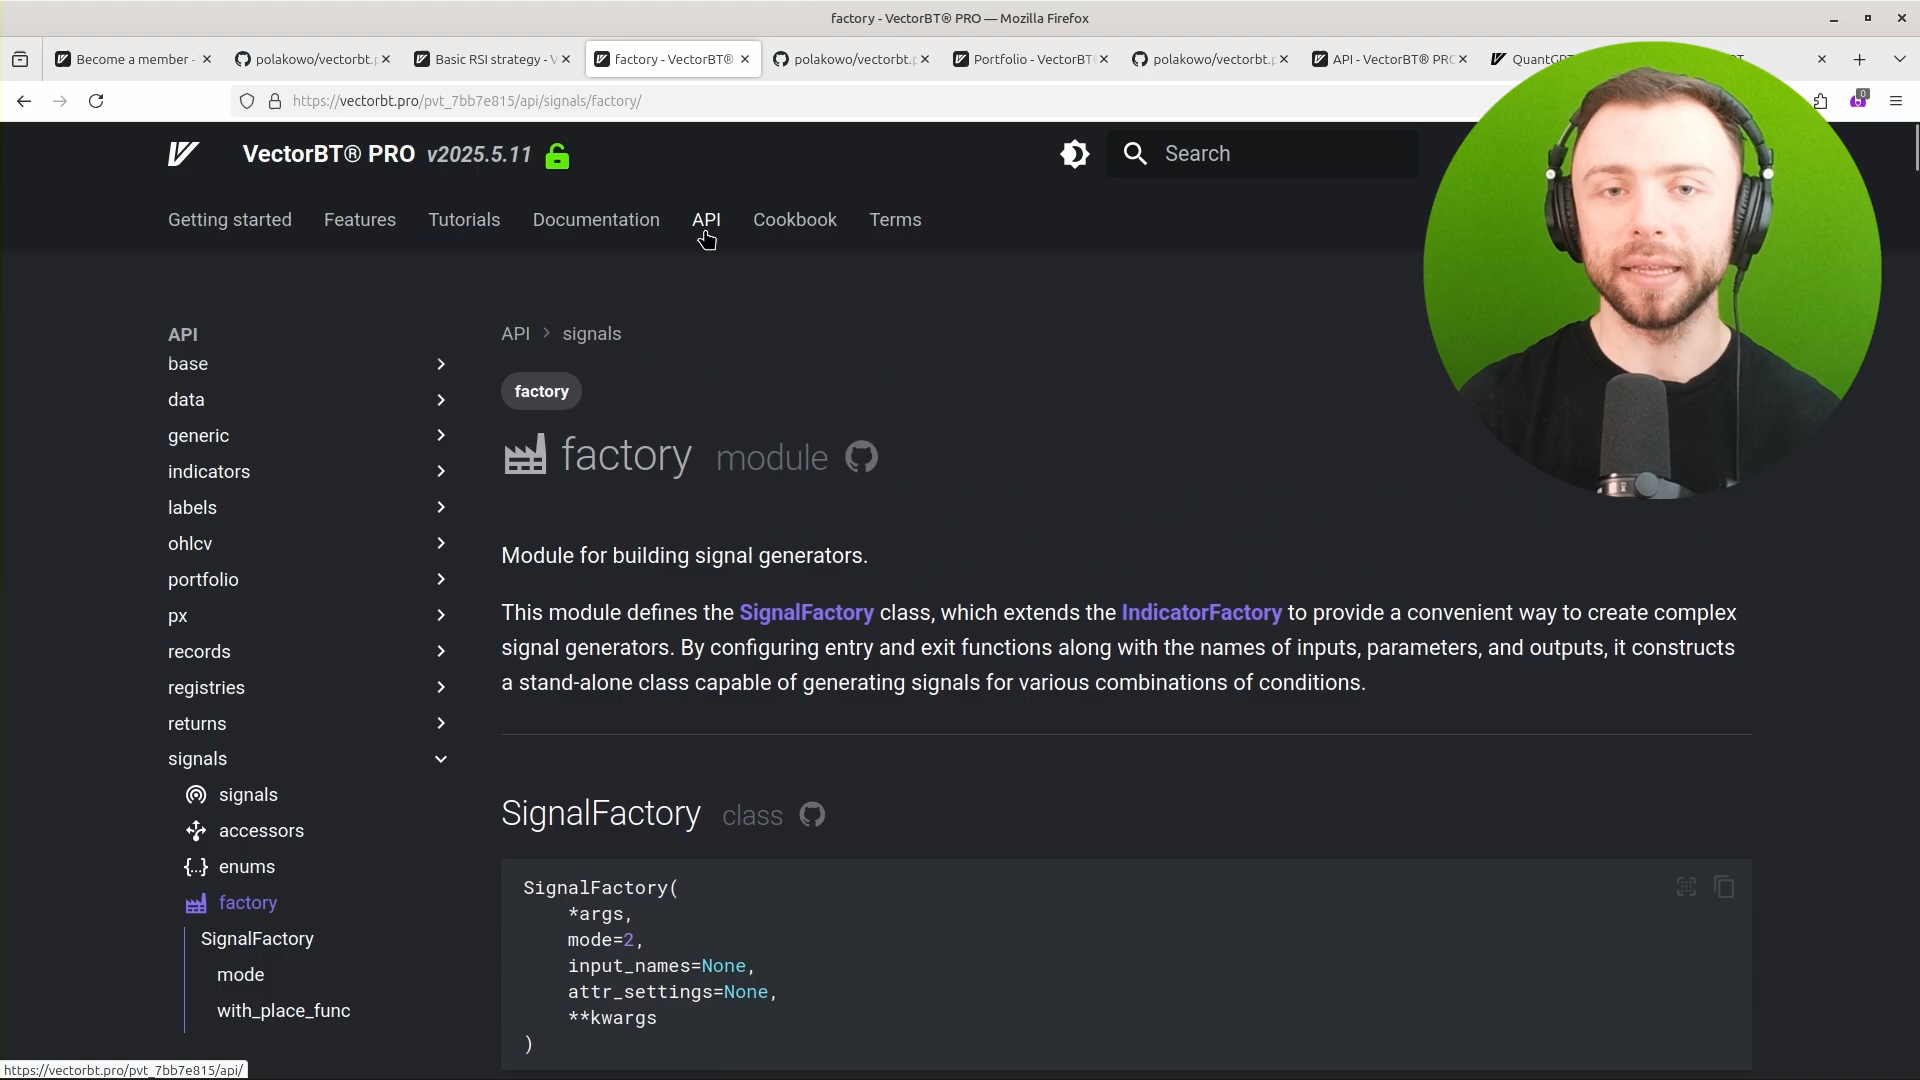 factory - VectorBT® PRO — Mozilla Firefox
Become a member -
polakowo/vectorbt.
Basic RSI strategy - V
factory - VectorBT®
polakowo/vectorbt.p
Portfolio - VectorBT
polakowo/vectorbt.p
API - VectorBT® PRO
QuantGPT
https://vectorbt.pro/pvt_7bb7e815/api/signals/factory/
0
VectorBT® PRO v2025.5.11
Search
Getting started
Features
Tutorials
Documentation
API
Cookbook
Terms
API
base
data
generic
indicators
labels
ohlcv
portfolio
px
records
registries
returns
signals
signals
accessors
enums
factory
SignalFactory
mode
with_place_func
API > signals
factory
factory module
Module for building signal generators.
This module defines the SignalFactory class, which extends the IndicatorFactory to provide a convenient way to create complex
signal generators. By configuring entry and exit functions along with the names of inputs, parameters, and outputs, it constructs
a stand-alone class capable of generating signals for various combinations of conditions.
SignalFactory class
SignalFactory(
*args,
mode=2,
input_names=None,
attr_settings=None,
**kwargs
)
https://vectorbt.pro/pvt_7bb7e815/api/